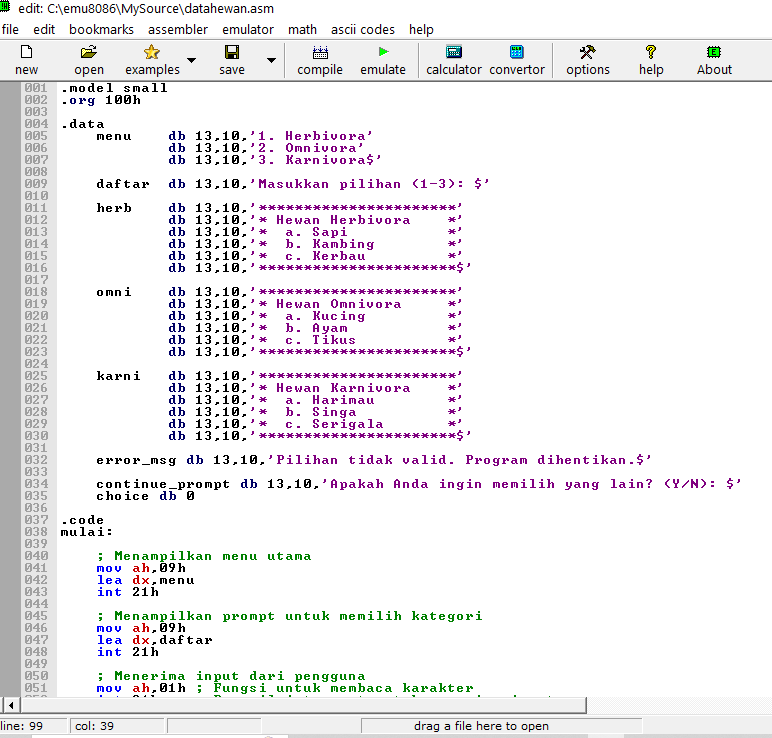 edit: C:\emu8086\MySource\datahewan.asm
file edit bookmarks assembler emulator math ascii codes help
new open examples save compile emulate calculator convertor options help About
001 .model small
002 .org 100h
003
004 .data
005     menu    db 13,10,'1. Herbivora'
006             db 13,10,'2. Omnivora'
007             db 13,10,'3. Karnivora$'
008
009     daftar  db 13,10,'Masukkan pilihan (1-3): $'
010
011     herb    db 13,10,'**********************'
012             db 13,10,'* Hewan Herbivora    *'
013             db 13,10,'*  a. Sapi           *'
014             db 13,10,'*  b. Kambing        *'
015             db 13,10,'*  c. Kerbau         *'
016             db 13,10,'**********************$'
017
018     omni    db 13,10,'**********************'
019             db 13,10,'* Hewan Omnivora     *'
020             db 13,10,'*  a. Kucing         *'
021             db 13,10,'*  b. Ayam           *'
022             db 13,10,'*  c. Tikus          *'
023             db 13,10,'**********************$'
024
025     karni   db 13,10,'**********************'
026             db 13,10,'* Hewan Karnivora    *'
027             db 13,10,'*  a. Harimau        *'
028             db 13,10,'*  b. Singa          *'
029             db 13,10,'*  c. Serigala       *'
030             db 13,10,'**********************$'
031
032     error_msg db 13,10,'Pilihan tidak valid. Program dihentikan.$'
033
034     continue_prompt db 13,10,'Apakah Anda ingin memilih yang lain? (Y/N): $'
035     choice db 0
036
037 .code
038 mulai:
039
040     ; Menampilkan menu utama
041     mov ah,09h
042     lea dx,menu
043     int 21h
044
045     ; Menampilkan prompt untuk memilih kategori
046     mov ah,09h
047     lea dx,daftar
048     int 21h
049
050     ; Menerima input dari pengguna
051     mov ah,01h ; Fungsi untuk membaca karakter
line: 99 col: 39 drag a file here to open